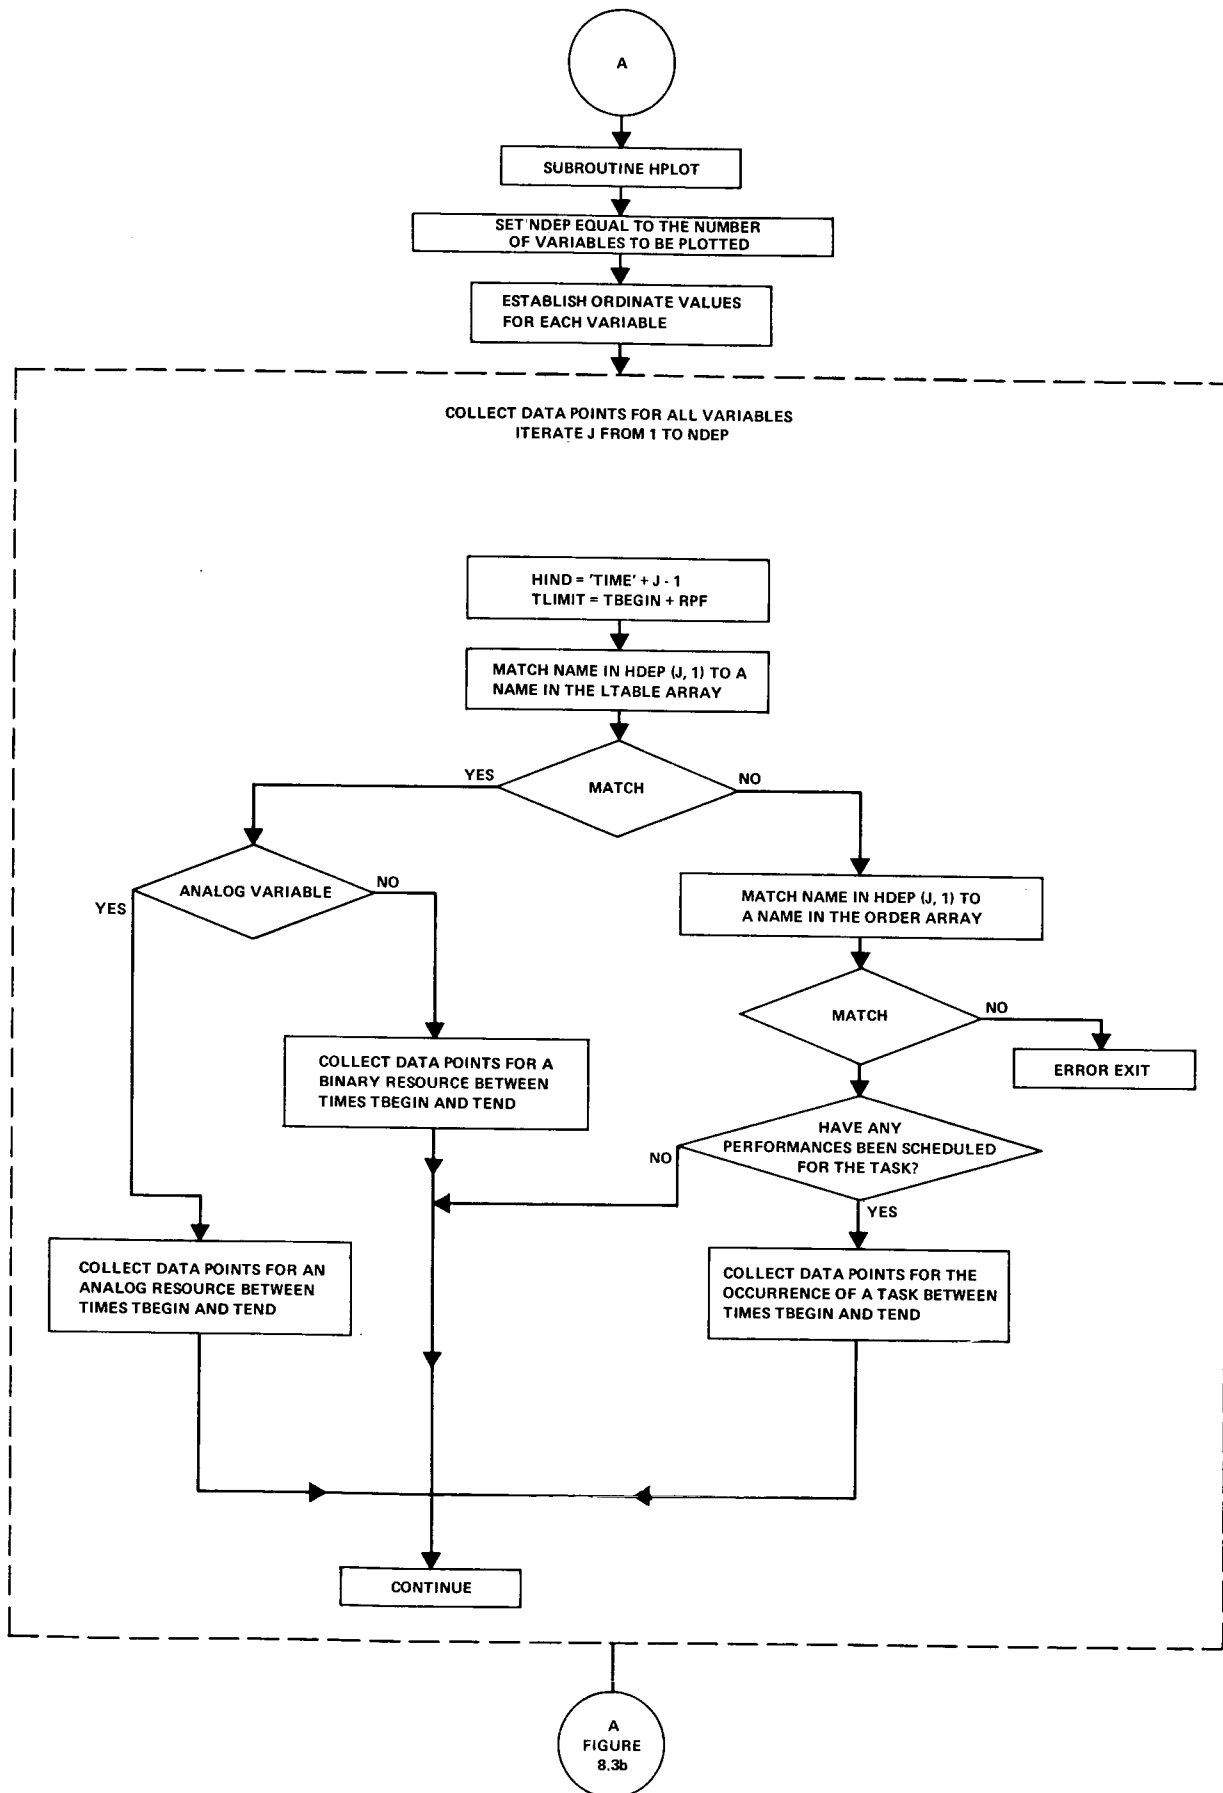 A
SUBROUTINE HPLOT
SET NDEP EQUAL TO THE NUMBER
OF VARIABLES TO BE PLOTTED
ESTABLISH ORDINATE VALUES
FOR EACH VARIABLE
COLLECT DATA POINTS FOR ALL VARIABLES
ITERATE J FROM 1 TO NDEP
HIND = 'TIME' + J - 1
TLIMIT = TBEGIN + RPF
MATCH NAME IN HDEP (J, 1) TO A
NAME IN THE LTABLE ARRAY
YES
MATCH
NO
ANALOG VARIABLE
NO
YES
MATCH NAME IN HDEP (J, 1) TO
A NAME IN THE ORDER ARRAY
MATCH
NO
ERROR EXIT
COLLECT DATA POINTS FOR A
BINARY RESOURCE BETWEEN
TIMES TBEGIN AND TEND
HAVE ANY
PERFORMANCES BEEN SCHEDULED
FOR THE TASK?
NO
YES
COLLECT DATA POINTS FOR AN
ANALOG RESOURCE BETWEEN
TIMES TBEGIN AND TEND
COLLECT DATA POINTS FOR THE
OCCURRENCE OF A TASK BETWEEN
TIMES TBEGIN AND TEND
CONTINUE
A
FIGURE
8.3b